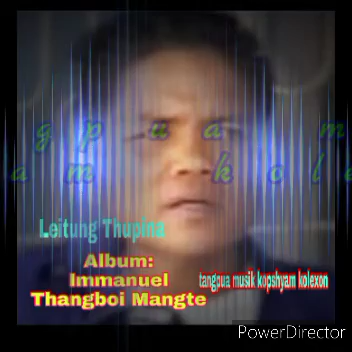 g p u a m
a m k o l e
Leitung Thupina
Album:
Immanuel
Thangboi Mangte
tangpua musik kopshyam kolexon
PowerDirector